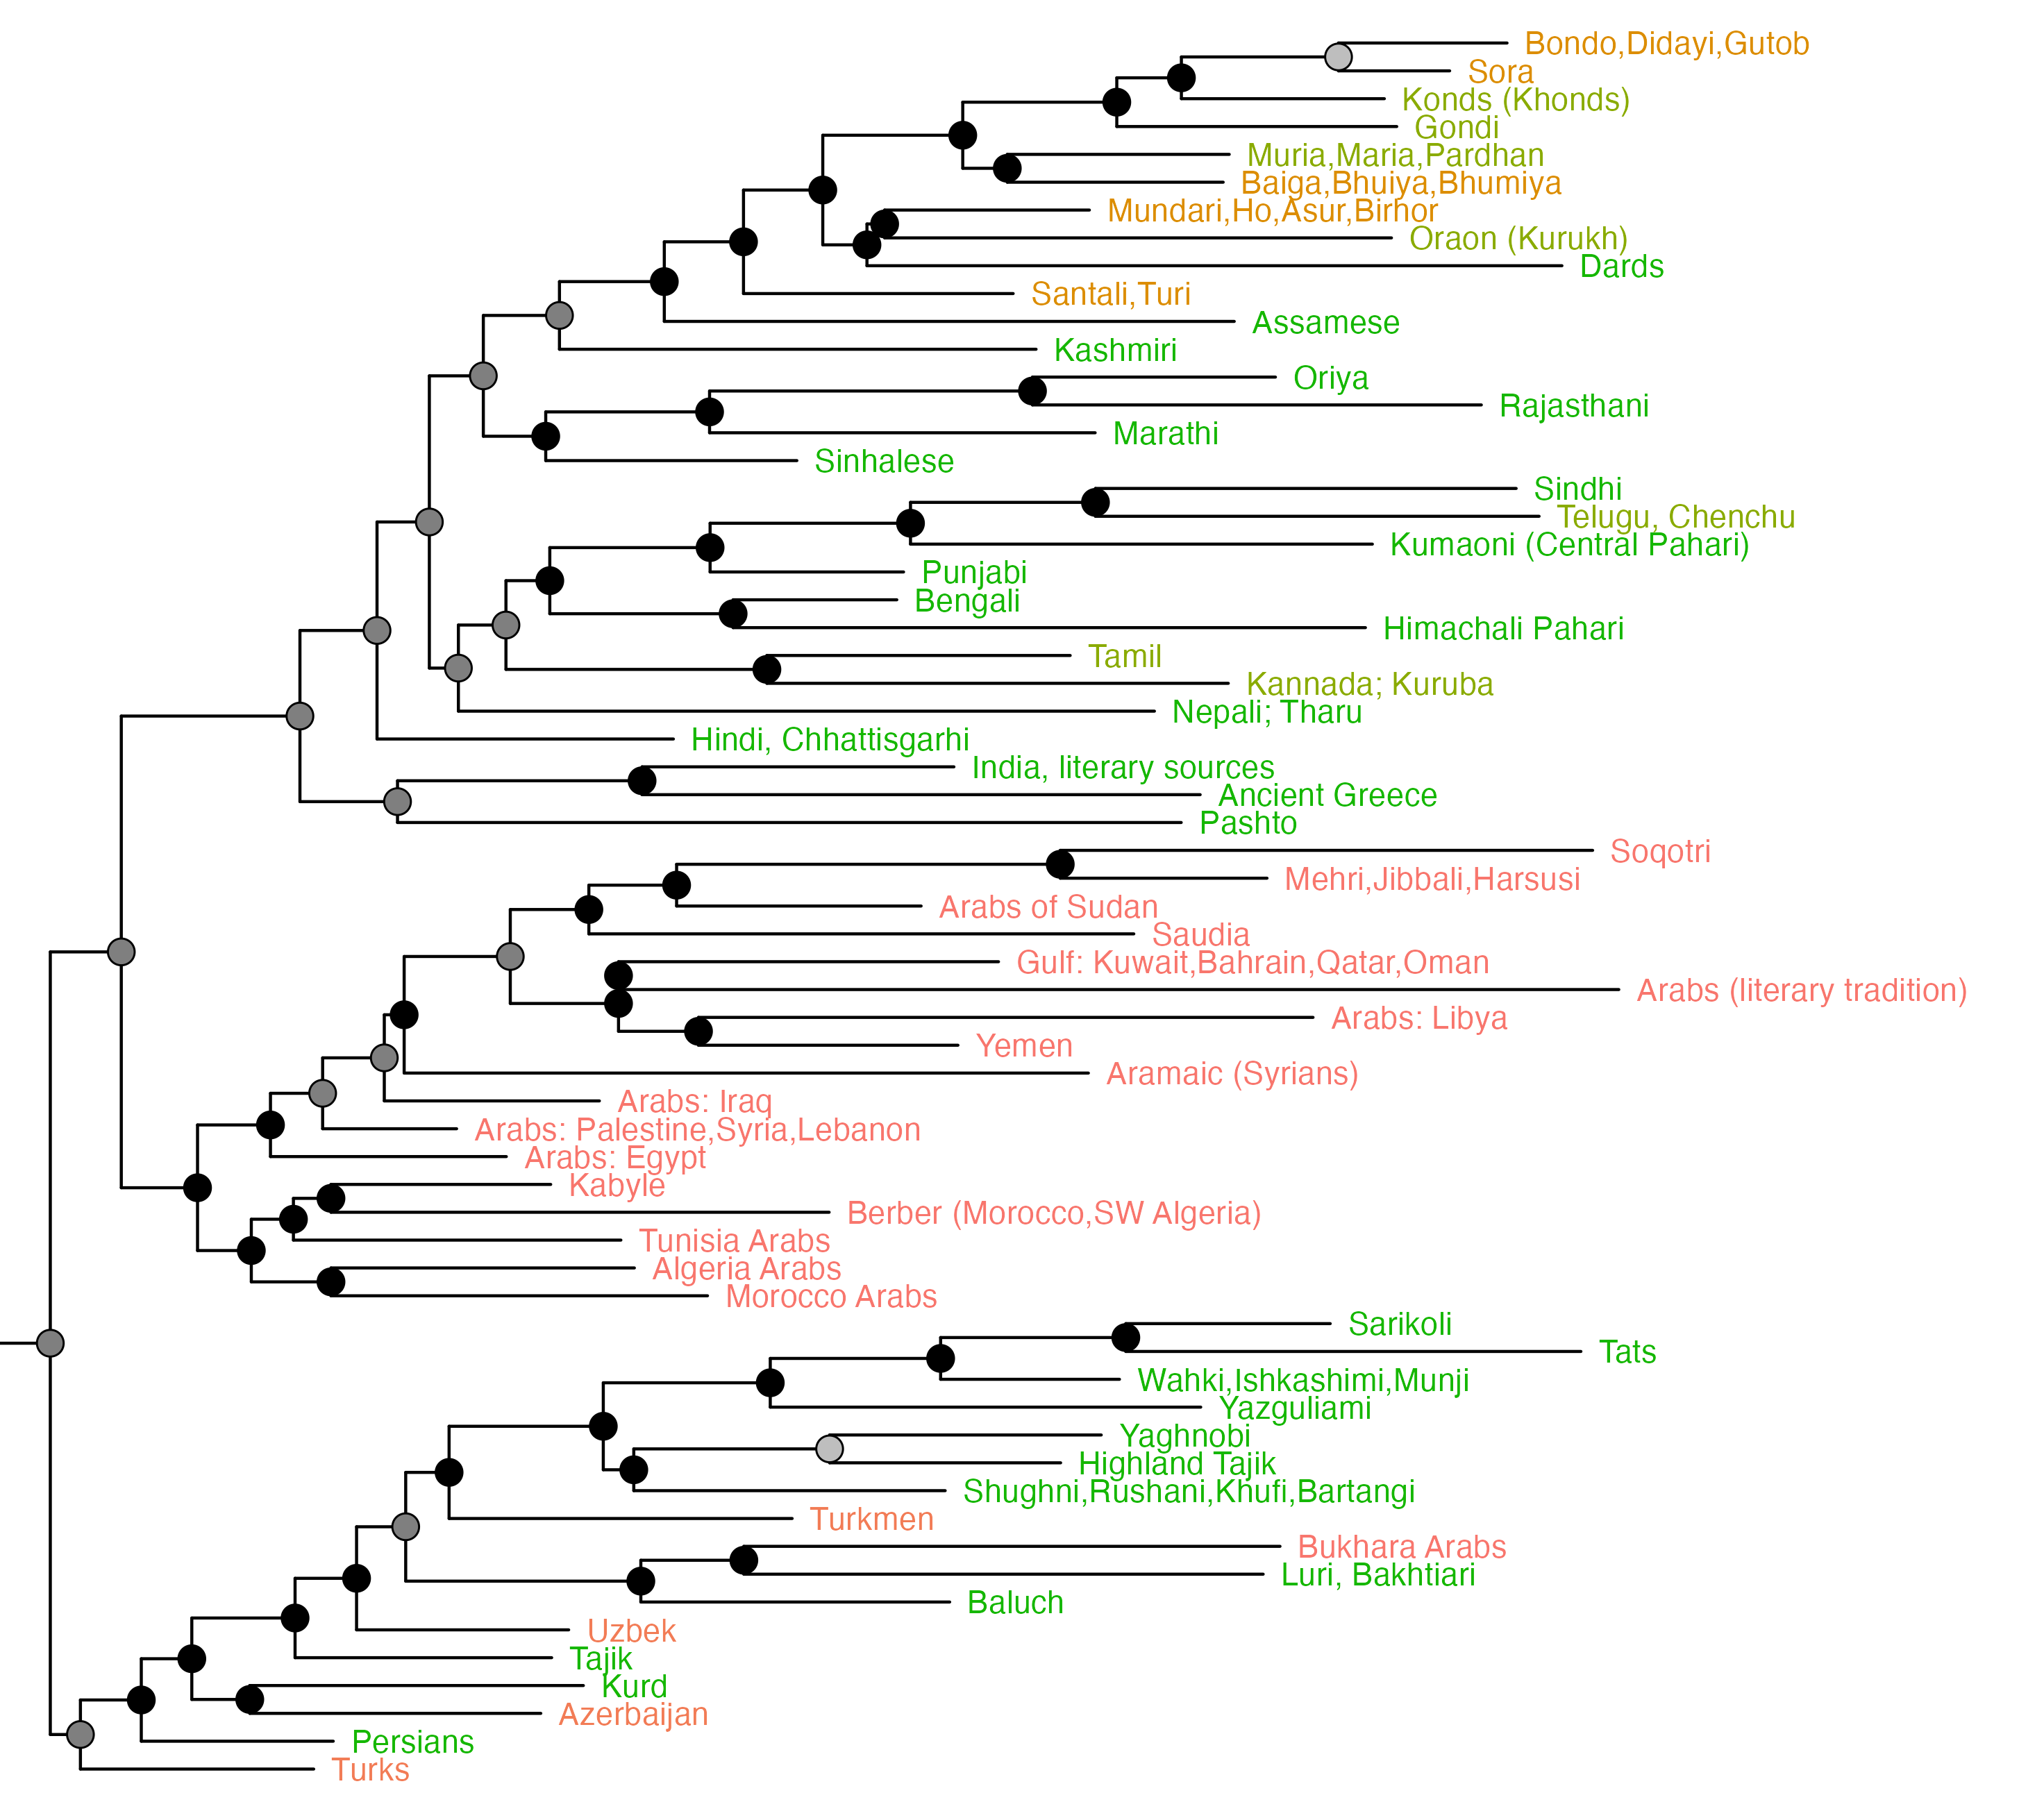 Bondo,Didayi,Gutob
Sora
Konds (Khonds)
Gondi
Muria,Maria,Pardhan
Baiga,Bhuiya,Bhumiya
Mundari,Ho,Asur,Birhor
Oraon (Kurukh)
Dards
Santali,Turi
Assamese
Kashmiri
Oriya
Rajasthani
Marathi
Sinhalese
Sindhi
Telugu, Chenchu
Kumaoni (Central Pahari)
Punjabi
Bengali
Himachali Pahari
Tamil
Kannada; Kuruba
Nepali; Tharu
Hindi, Chhattisgarhi
India, literary sources
Ancient Greece
Pashto
Soqotri
Mehri,Jibbali,Harsusi
Arabs of Sudan
Saudia
Gulf: Kuwait,Bahrain,Qatar,Oman
Arabs (literary tradition)
Arabs: Libya
Yemen
Aramaic (Syrians)
Arabs: Iraq
Arabs: Palestine,Syria,Lebanon
Arabs: Egypt
Kabyle
Berber (Morocco,SW Algeria)
Tunisia Arabs
Algeria Arabs
Morocco Arabs
Sarikoli
Tats
Wahki,Ishkashimi,Munji
Yazguliami
Yaghnobi
Highland Tajik
Shughni,Rushani,Khufi,Bartangi
Turkmen
Bukhara Arabs
Luri, Bakhtiari
Baluch
Uzbek
Tajik
Kurd
Azerbaijan
Persians
Turks